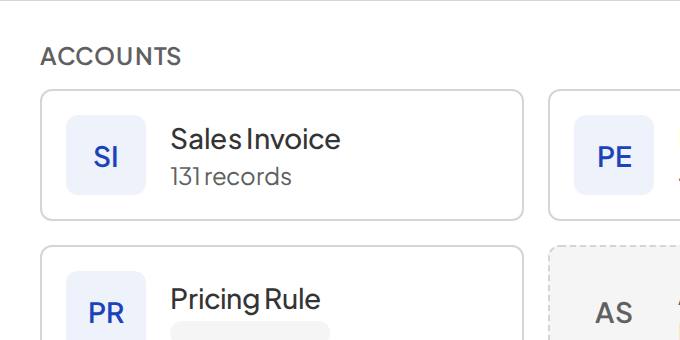 ACCOUNTS
SI
Sales Invoice
131 records
PE
PR
Pricing Rule
AS